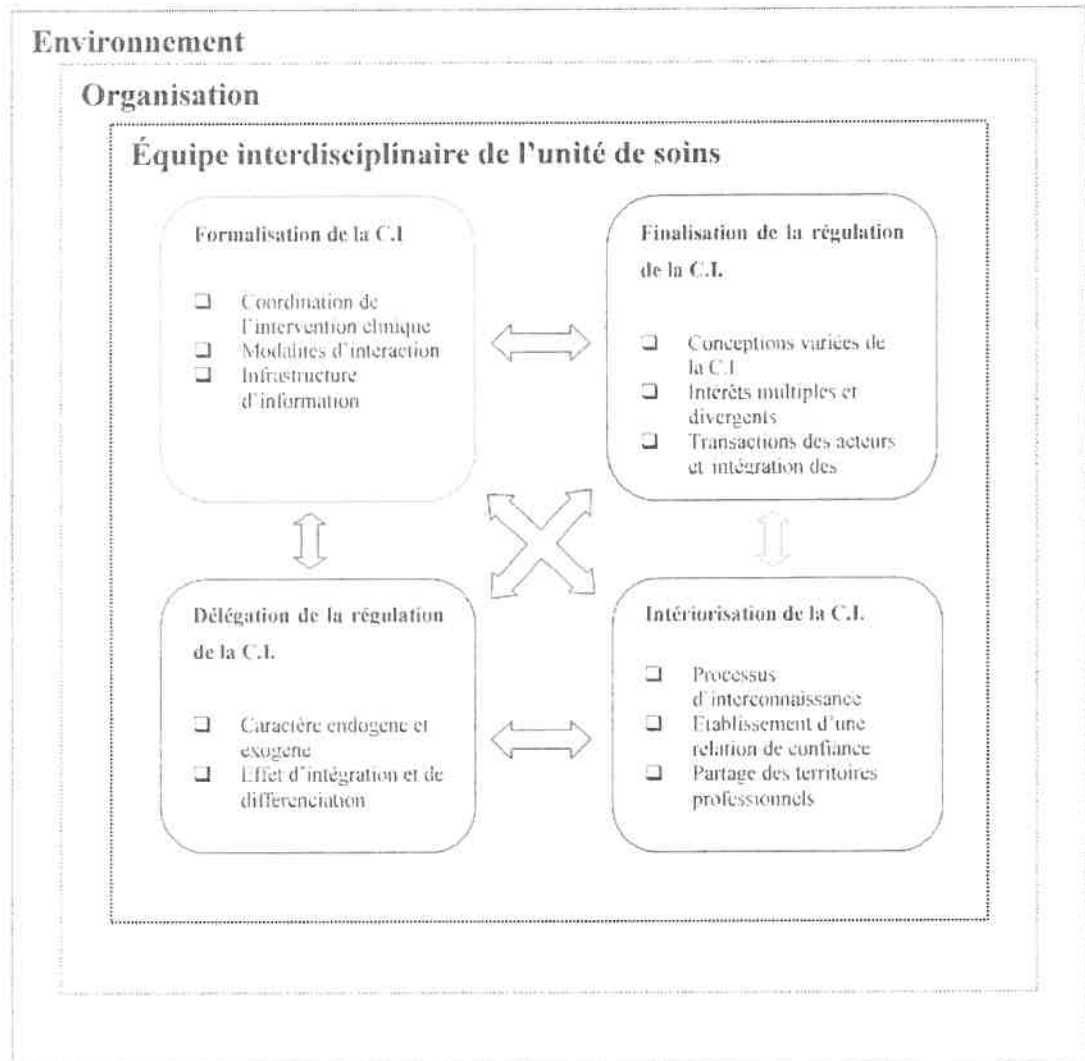 Environnement
Organisation
Équipe interdisciplinaire de l'unité de soins
Formalisation de la C.I
❑ Coordination de
l'intervention clinique
❑ Modalités d'interaction
❑ Infrastructure
d'information
Finalisation de la régulation
de la C.I.
❑ Conceptions variées de
la C.I
❑ Intérêts multiples et
divergents
❑ Transactions des acteurs
et intégration des
Délégation de la régulation
de la C.I.
❑ Caractère endogene et
exogene
❑ Effet d'intégration et de
differenciation
Intériorisation de la C.I.
❑ Processus
d'interconnaissance
❑ Etablissement d'une
relation de confiance
❑ Partage des territoires
professionnels